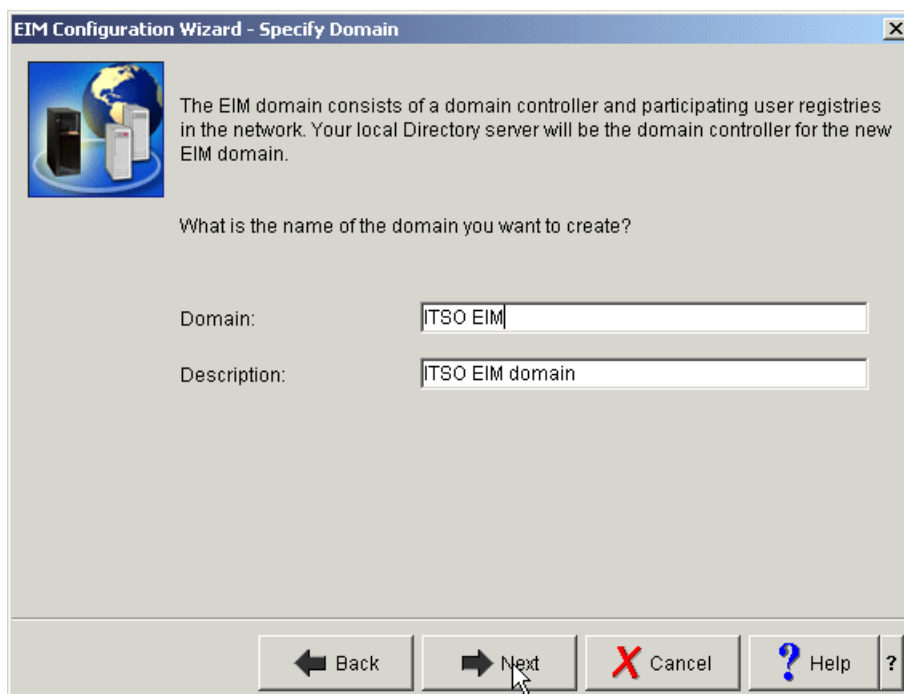 EIM Configuration Wizard - Specify Domain
The EIM domain consists of a domain controller and participating user registries
in the network. Your local Directory server will be the domain controller for the new
EIM domain.
What is the name of the domain you want to create?
Domain: ITSO EIM
Description: ITSO EIM domain
Back Next Cancel ? Help ?